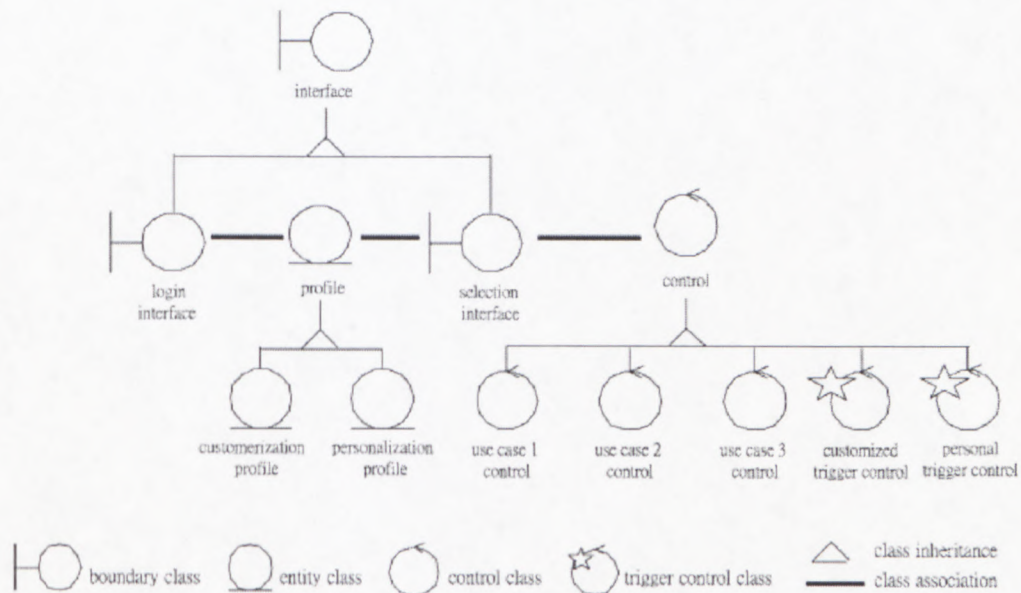 interface
login
interface
profile
selection
interface
control
customerization
profile
personalization
profile
use case 1
control
use case 2
control
use case 3
control
customized
trigger control
personal
trigger control
boundary class
entity class
control class
trigger control class
class inheritance
class association